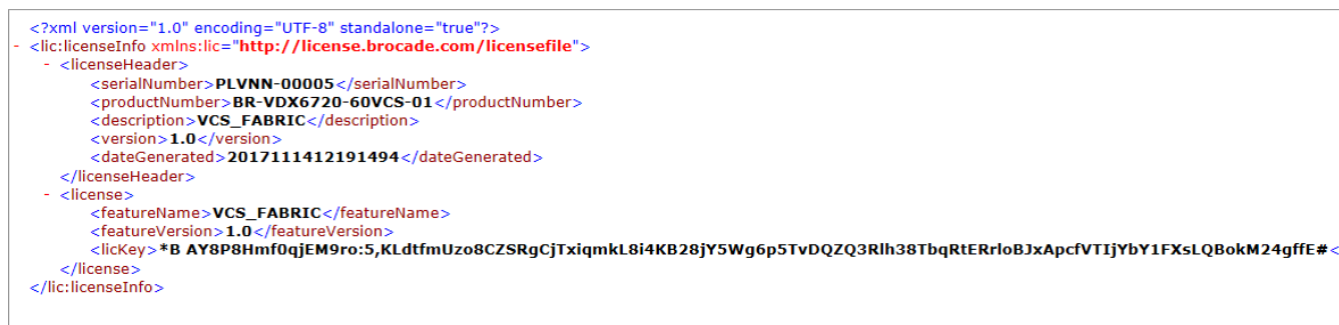 <?xml version="1.0" encoding="UTF-8" standalone="true"?>
- <lic:licenseInfo xmlns:lic="http://license.brocade.com/licensefile">
- <licenseHeader>
<serialNumber>PLVNN-00005</serialNumber>
<productNumber>BR-VDX6720-60VCS-01</productNumber>
<description>VCS_FABRIC</description>
<version>1.0</version>
<dateGenerated>2017111412191494</dateGenerated>
</licenseHeader>
- <license>
<featureName>VCS_FABRIC</featureName>
<featureVersion>1.0</featureVersion>
<licKey>*B AY8P8Hmf0qjEM9ro:5,KLdtfmUzo8CZSRgCjTxiqmkL8i4KB28jY5Wg6p5TvDQZQ3Rlh38TbqRtERrloBJxApcfVTIjYbY1FXsLQBokM24gffE#<
</license>
</lic:licenseInfo>